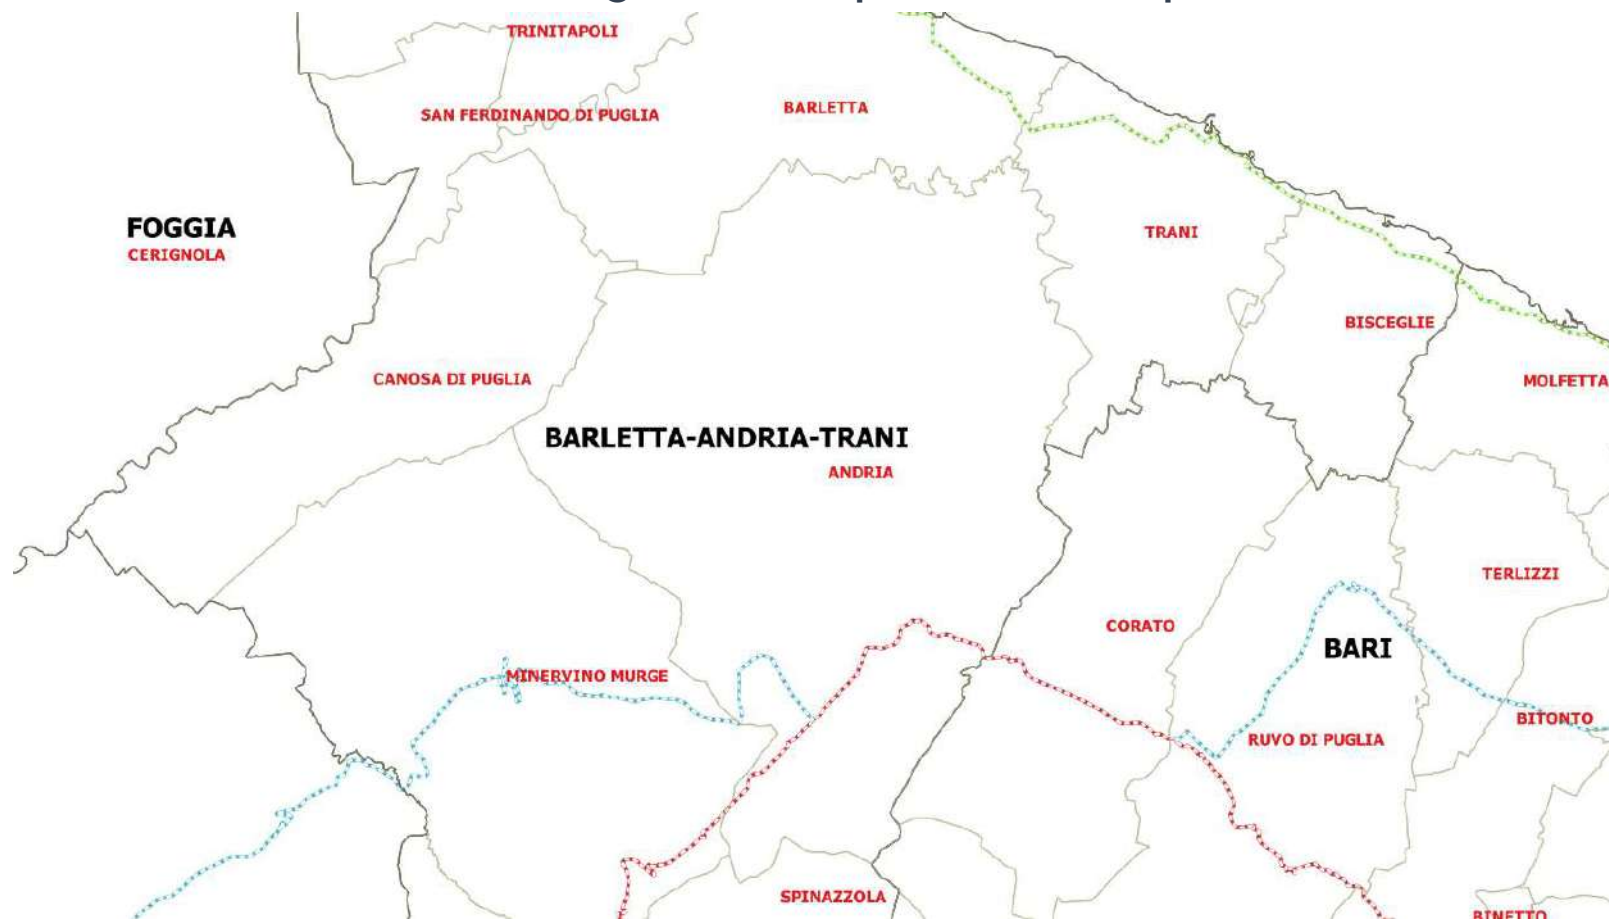 TRINITAPOLI
BARLETTA
SAN FERDINANDO DI PUGLIA
FOGGIA
CERIGNOLA
TRANI
BISCEGLIE
CANOSA DI PUGLIA
MOLFETTA
BARLETTA-ANDRIA-TRANI
ANDRIA
TERLIZZI
CORATO
BARI
MINERVINO MURGE
BITONTO
RUVO DI PUGLIA
SPINAZZOLA
BINETTO